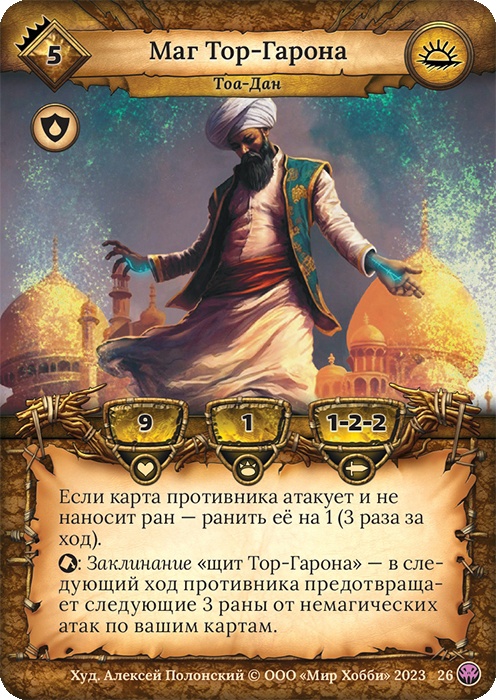 5
Маг Тор-Гарона
Тоа-Дан
9
1
1-2-2
Если карта противника атакует и не
наносит ран — ранить её на 1 (3 раза за
ход).
: Заклинание «щит Тор-Гарона» — в сле-
дующий ход противника предотвраща-
ет следующие 3 раны от немагических
атак по вашим картам.
Худ. Алексей Полонский © ООО «Мир Хобби» 2023 26